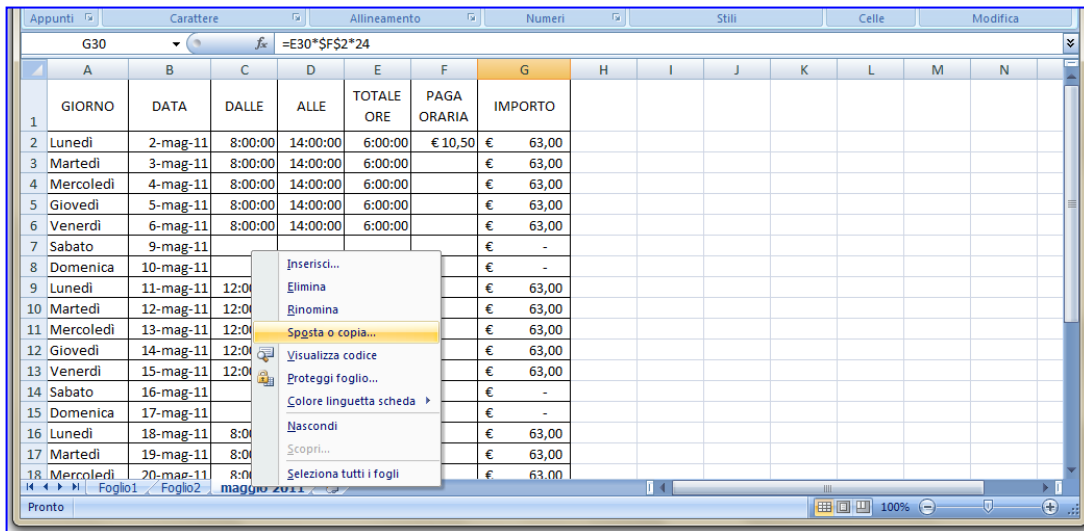 Appunti Carattere Allineamento Numeri Stili Celle Modifica
G30 fx =E30*$F$2*24
A B C D E F G H I J K L M N
1 GIORNO DATA DALLE ALLE TOTALE ORE PAGA ORARIA IMPORTO
2 Lunedì 2-mag-11 8:00:00 14:00:00 6:00:00 € 10,50 € 63,00
3 Martedì 3-mag-11 8:00:00 14:00:00 6:00:00 € 63,00
4 Mercoledì 4-mag-11 8:00:00 14:00:00 6:00:00 € 63,00
5 Giovedì 5-mag-11 8:00:00 14:00:00 6:00:00 € 63,00
6 Venerdì 6-mag-11 8:00:00 14:00:00 6:00:00 € 63,00
7 Sabato 9-mag-11 € -
8 Domenica 10-mag-11 € -
9 Lunedì 11-mag-11 12:00 € 63,00
10 Martedì 12-mag-11 12:00 € 63,00
11 Mercoledì 13-mag-11 12:00 € 63,00
12 Giovedì 14-mag-11 12:00 € 63,00
13 Venerdì 15-mag-11 12:00 € 63,00
14 Sabato 16-mag-11 € -
15 Domenica 17-mag-11 € -
16 Lunedì 18-mag-11 8:00 € 63,00
17 Martedì 19-mag-11 8:00 € 63,00
18 Mercoledì 20-mag-11 8:00 € 63,00
Inserisci...
Elimina
Rinomina
Sposta o copia...
Visualizza codice
Proteggi foglio...
Colore linguetta scheda
Nascondi
Scopri...
Seleziona tutti i fogli
Foglio1 Foglio2 maggio 2011
Pronto 100%